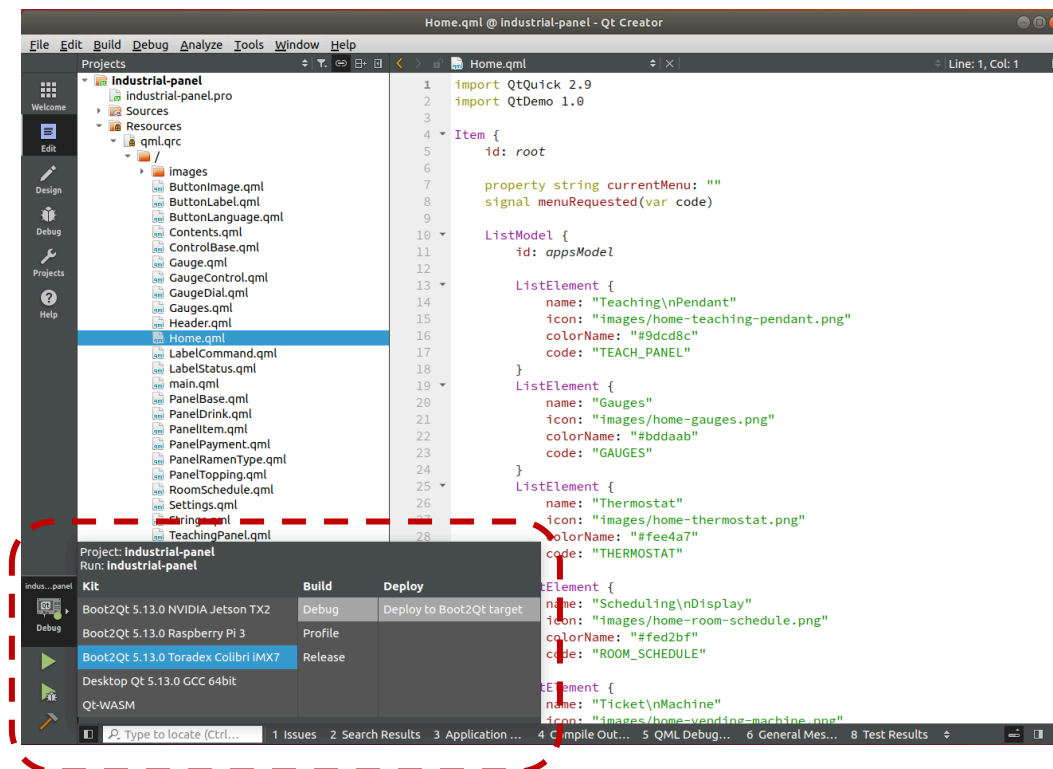 Home.qml @ industrial-panel - Qt Creator
File Edit Build Debug Analyze Tools Window Help
Projects
Home.qml
Line: 1, Col: 1
Welcome
Edit
Design
Debug
Projects
Help
industrial-panel
industrial-panel.pro
Sources
Resources
qml.qrc
/
images
ButtonImage.qml
ButtonLabel.qml
ButtonLanguage.qml
Contents.qml
ControlBase.qml
Gauge.qml
GaugeControl.qml
GaugeDial.qml
Gauges.qml
Header.qml
Home.qml
LabelCommand.qml
LabelStatus.qml
main.qml
PanelBase.qml
PanelDrink.qml
PanelItem.qml
PanelPayment.qml
PanelRamenType.qml
PanelTopping.qml
RoomSchedule.qml
Settings.qml
Strings.qml
TeachingPanel.qml
1 import QtQuick 2.9
2 import QtDemo 1.0
3
4 Item {
5 id: root
6
7 property string currentMenu: ""
8 signal menuRequested(var code)
9
10 ListModel {
11 id: appsModel
12
13 ListElement {
14 name: "Teaching\nPendant"
15 icon: "images/home-teaching-pendant.png"
16 colorName: "#9dcd8c"
17 code: "TEACH_PANEL"
18 }
19 ListElement {
20 name: "Gauges"
21 icon: "images/home-gauges.png"
22 colorName: "#bddaab"
23 code: "GAUGES"
24 }
25 ListElement {
26 name: "Thermostat"
icon: "images/home-thermostat.png"
28 colorName: "#fee4a7"
code: "THERMOSTAT"
tElement {
name: "Scheduling\nDisplay"
icon: "images/home-room-schedule.png"
colorName: "#fed2bf"
code: "ROOM_SCHEDULE"
tElement {
name: "Ticket\nMachine"
icon: "images/home-vending-machine.png"
Project: industrial-panel
Run: industrial-panel
Kit Build Deploy
Boot2Qt 5.13.0 NVIDIA Jetson TX2 Debug Deploy to Boot2Qt target
Boot2Qt 5.13.0 Raspberry Pi 3 Profile
Boot2Qt 5.13.0 Toradex Colibri iMX7 Release
Desktop Qt 5.13.0 GCC 64bit
Qt-WASM
indus...panel
Debug
Type to locate (Ctrl... 1 Issues 2 Search Results 3 Application ... 4 Compile Out... 5 QML Debug... 6 General Mes... 8 Test Results